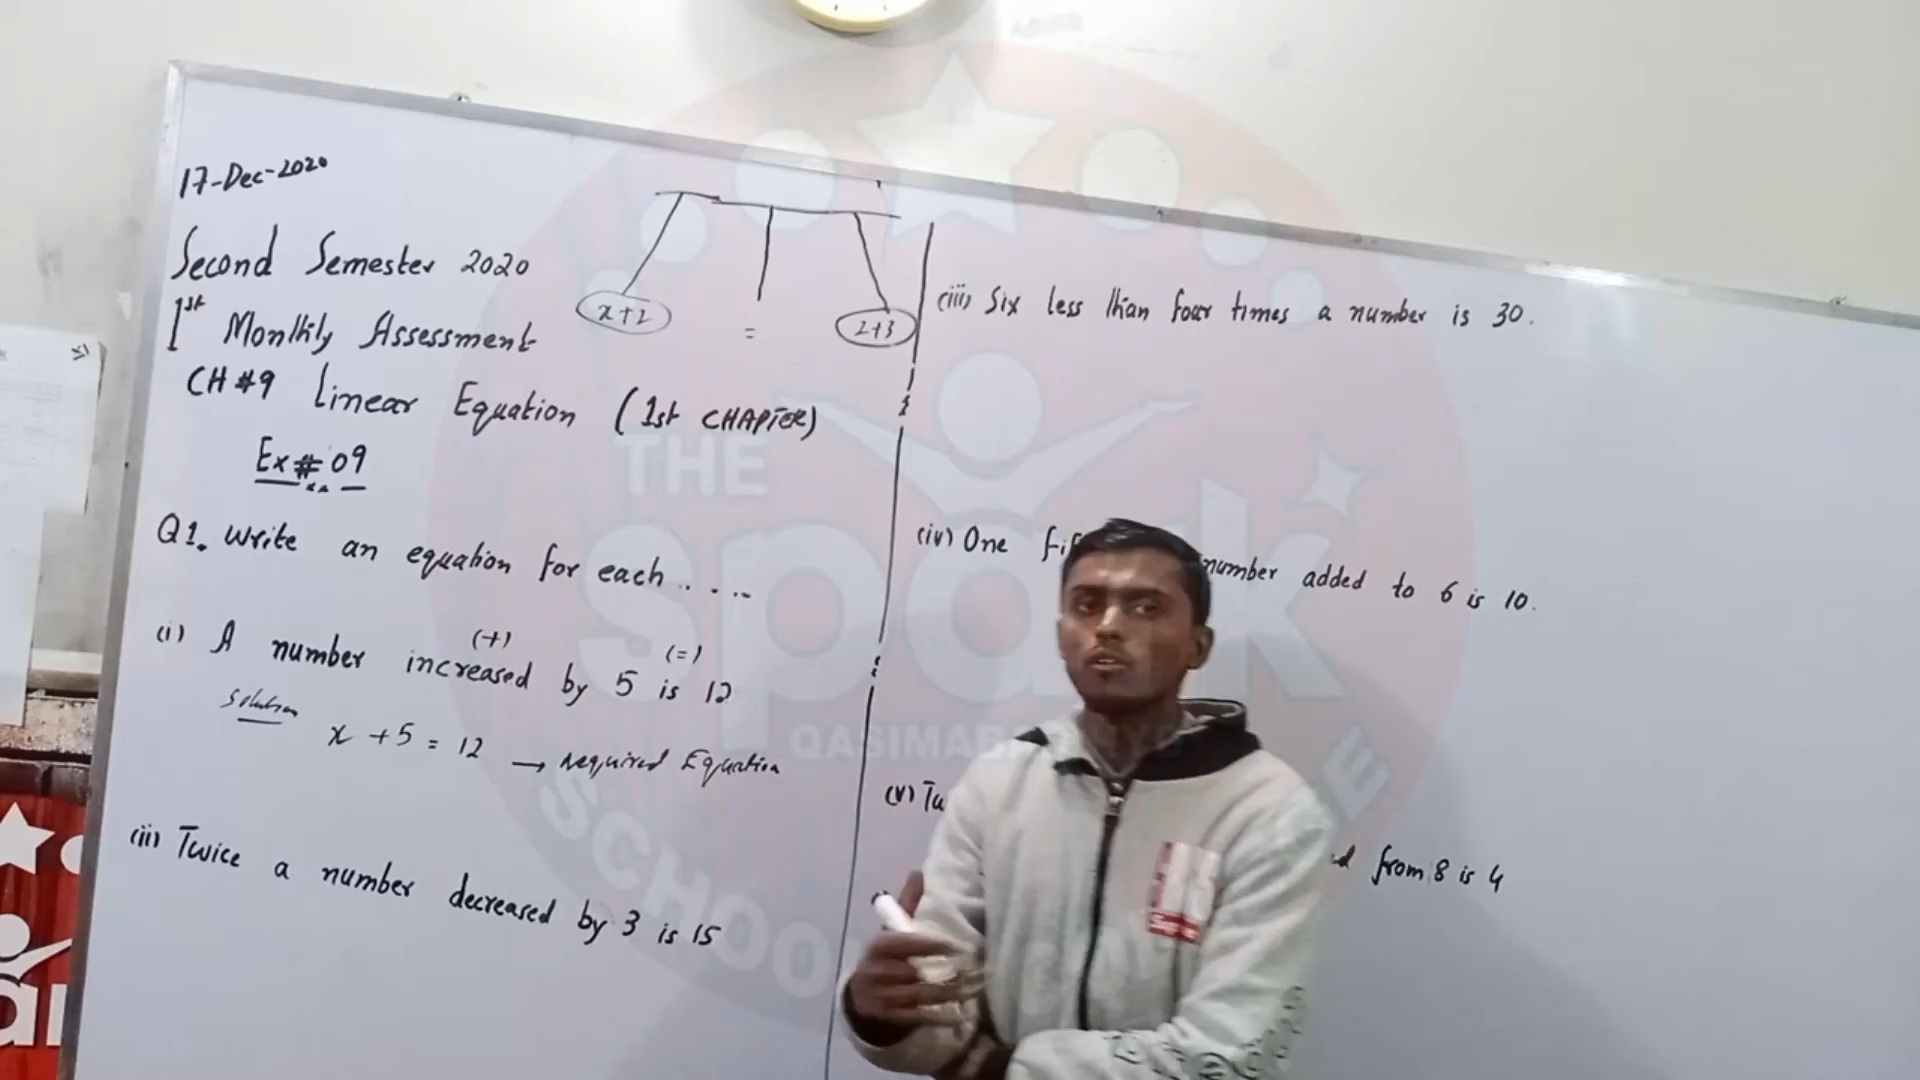 17-Dec-2020
Second Semester 2020
1st Monthly Assessment
CH#9 Linear Equation (1st CHAPTER)
Ex# 09
x+2 = 2+3
Q1. Write an equation for each ....
(i) A number increased by 5 is 12
(+) (=)
Solution
x + 5 = 12 → required Equation
(ii) Twice a number decreased by 3 is 15
(iii) Six less than four times a number is 30.
(iv) One number added to 6 is 10.
(v)
from 8 is 4
THE
Spark
SCHOOL
QASIMABAD
Supreme